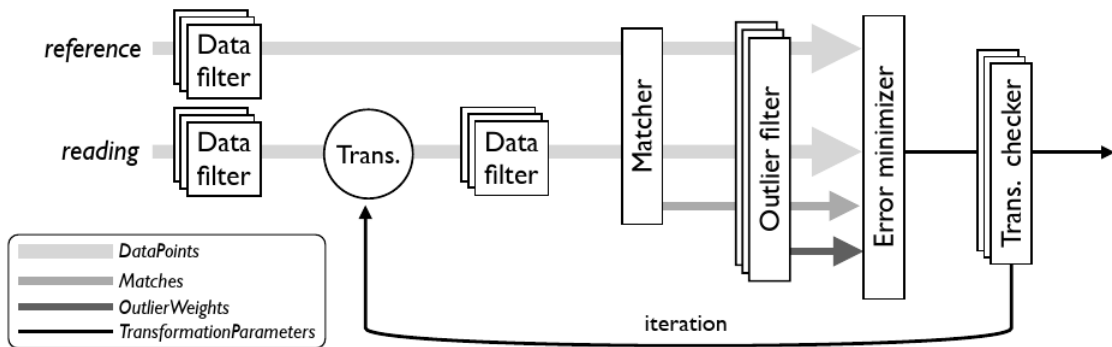 reference
Data
filter
reading
Data
filter
Trans.
Data
filter
Matcher
Outlier filter
Error minimizer
Trans. checker
DataPoints
Matches
OutlierWeights
TransformationParameters
iteration